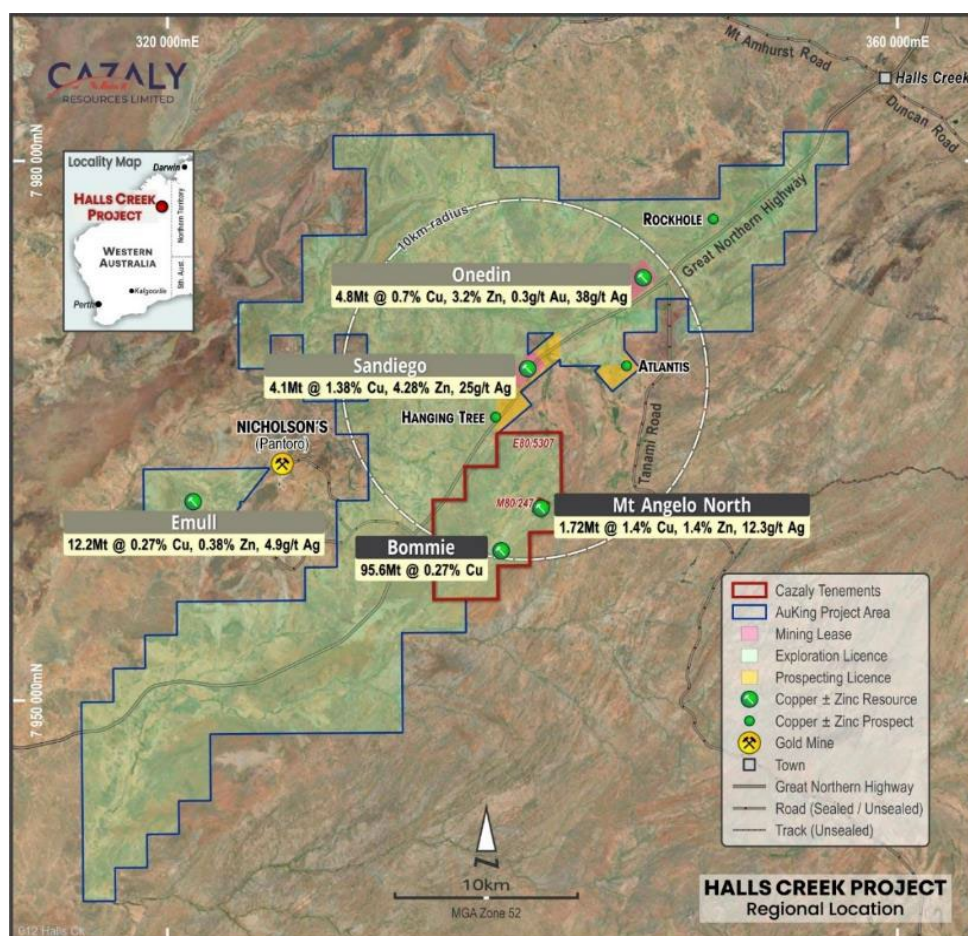 320 000mE
360 000mE
Mt Amhurst Road
CAZALY
RESOURCES LIMITED
Halls Creek
Duncan Road
7 980 000mN
Locality Map
Darwin
HALLS CREEK
PROJECT
Northern Territory
WESTERN
AUSTRALIA
Sth Aust.
Kalgoorlie
Perth
10km radius
ROCKHOLE
Great Northern Highway
Onedin
4.8Mt @ 0.7% Cu, 3.2% Zn, 0.3g/t Au, 38g/t Ag
Sandiego
4.1Mt @ 1.38% Cu, 4.28% Zn, 25g/t Ag
ATLANTIS
HANGING TREE
Tanami Road
NICHOLSON'S
(Pantoro)
E80/5307
M80/247
Mt Angelo North
1.72Mt @ 1.4% Cu, 1.4% Zn, 12.3g/t Ag
Emull
12.2Mt @ 0.27% Cu, 0.38% Zn, 4.9g/t Ag
Bommie
95.6Mt @ 0.27% Cu
7 950 000mN
Cazaly Tenements
AuKing Project Area
Mining Lease
Exploration Licence
Prospecting Licence
Copper ± Zinc Resource
Copper ± Zinc Prospect
Gold Mine
Town
Great Northern Highway
Road (Sealed / Unsealed)
Track (Unsealed)
N
10km
MGA Zone 52
HALLS CREEK PROJECT
Regional Location
012 Halls Ck